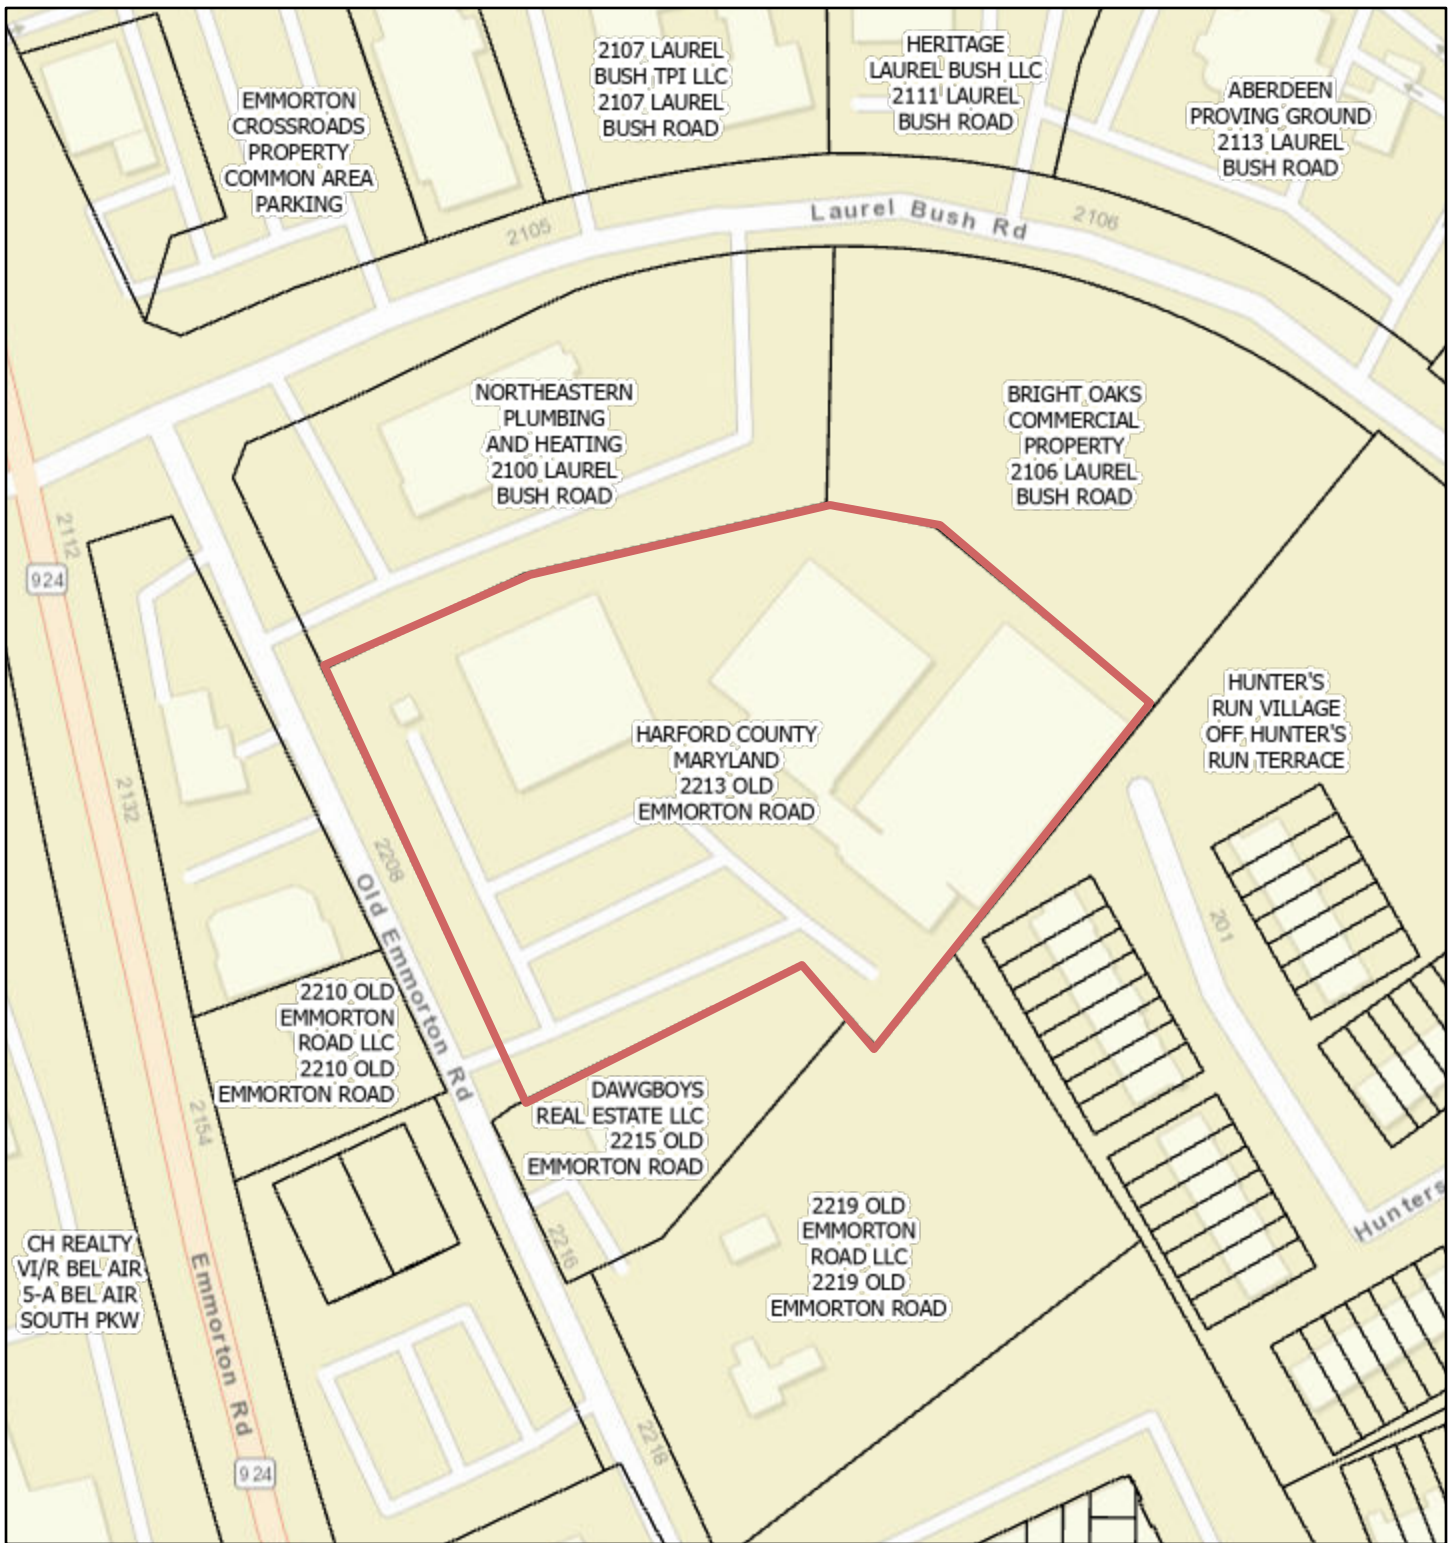 2107 LAUREL
BUSH TPI LLC
2107 LAUREL
BUSH ROAD
HERITAGE
LAUREL BUSH LLC
2111 LAUREL
BUSH ROAD
ABERDEEN
PROVING GROUND
2113 LAUREL
BUSH ROAD
EMMORTON
CROSSROADS
PROPERTY
COMMON AREA
PARKING
2105
Laurel Bush Rd
2106
NORTHEASTERN
PLUMBING
AND HEATING
2100 LAUREL
BUSH ROAD
BRIGHT OAKS
COMMERCIAL
PROPERTY
2106 LAUREL
BUSH ROAD
2112
924
HUNTER'S
RUN VILLAGE
OFF HUNTER'S
RUN TERRACE
HARFORD COUNTY
MARYLAND
2213 OLD
EMMORTON ROAD
2132
2208
Old Emmorton Rd
201
2210 OLD
EMMORTON
ROAD LLC
2210 OLD
EMMORTON ROAD
DAWGBOYS
REAL ESTATE LLC
2215 OLD
EMMORTON ROAD
2154
2219 OLD
EMMORTON
ROAD LLC
2219 OLD
EMMORTON ROAD
Hunters
2216
CH REALTY
VI/R BEL AIR
5-A BEL AIR
SOUTH PKW
Emmorton Rd
2218
924